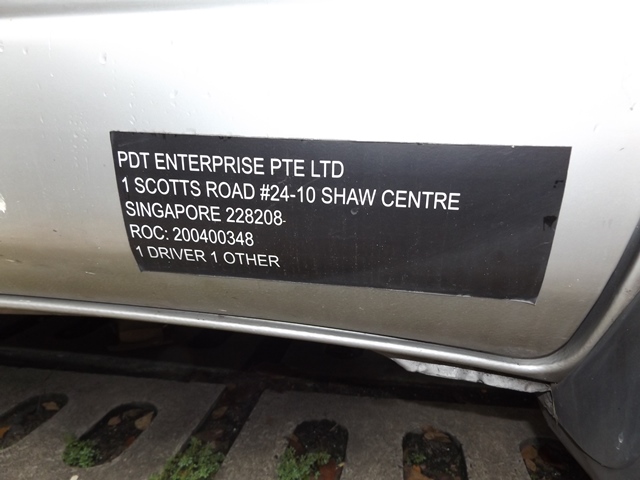 PDT ENTERPRISE PTE LTD
1 SCOTTS ROAD #24-10 SHAW CENTRE
SINGAPORE 228208
ROC: 200400348
1 DRIVER 1 OTHER